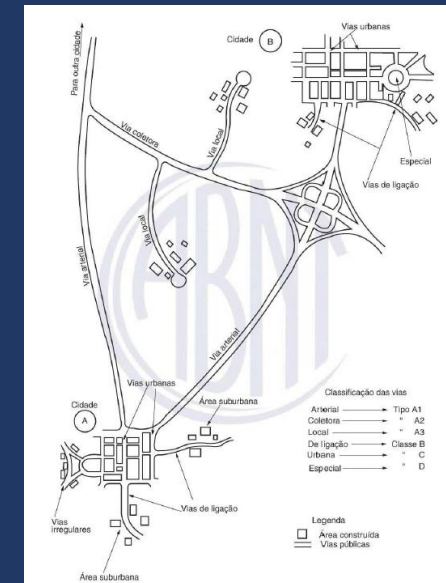 Para outra cidade
Cidade
B
Vias urbanas
Via coletora
Via local
Especial
Vias de ligação
Via local
Via arterial
Via arterial
ABNT
Vias urbanas
Cidade
A
Área suburbana
Vias de ligação
Vias
irregulares
Área suburbana
Classificação das vias
Arterial Tipo A1
Coletora " A2
Local " A3
De ligação Classe B
Urbana " C
Especial " D
Legenda
Área construída
Vias públicas